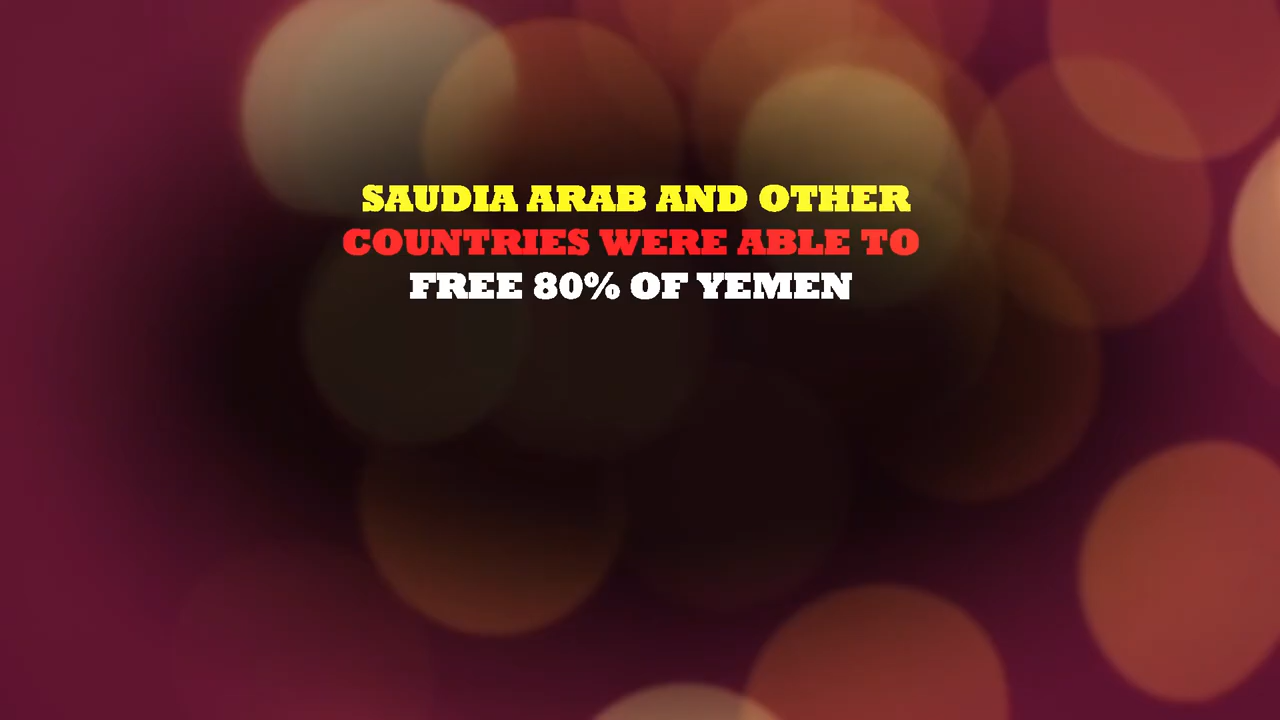 SAUDIA ARAB AND OTHER
COUNTRIES WERE ABLE TO
FREE 80% OF YEMEN